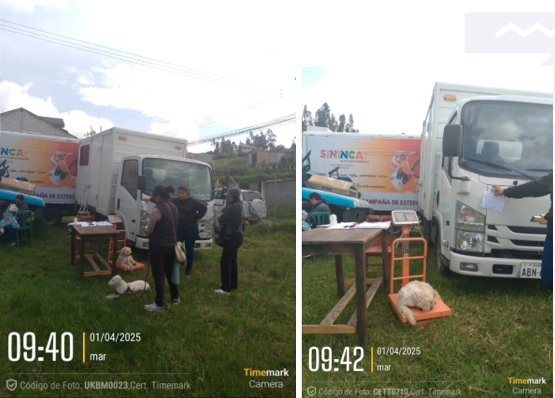 SININCA
CAMPAÑA DE ESTERI
09:40
01/04/2025
mar
Timemark
Camera
Código de Foto: UKBM0023, Cert. Timemark
SININCA
CAMPAÑA DE ESTERI
ABN
09:42
01/04/2025
mar
Timemark
Camera
Código de Foto: GETT0710, Cert. Timemark